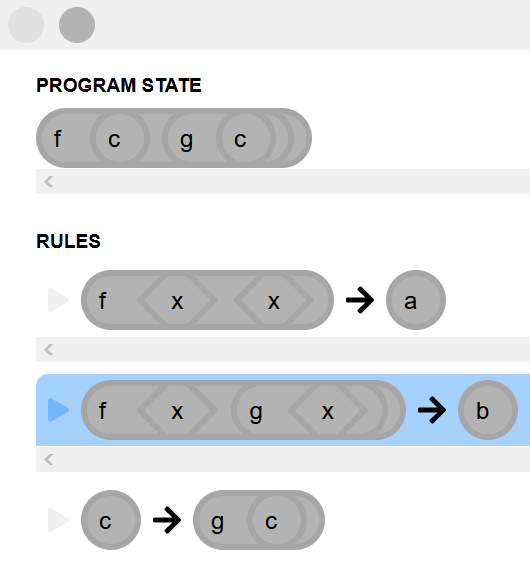 PROGRAM STATE
f c g c
RULES
f x x → a
f x g x → b
c → g c